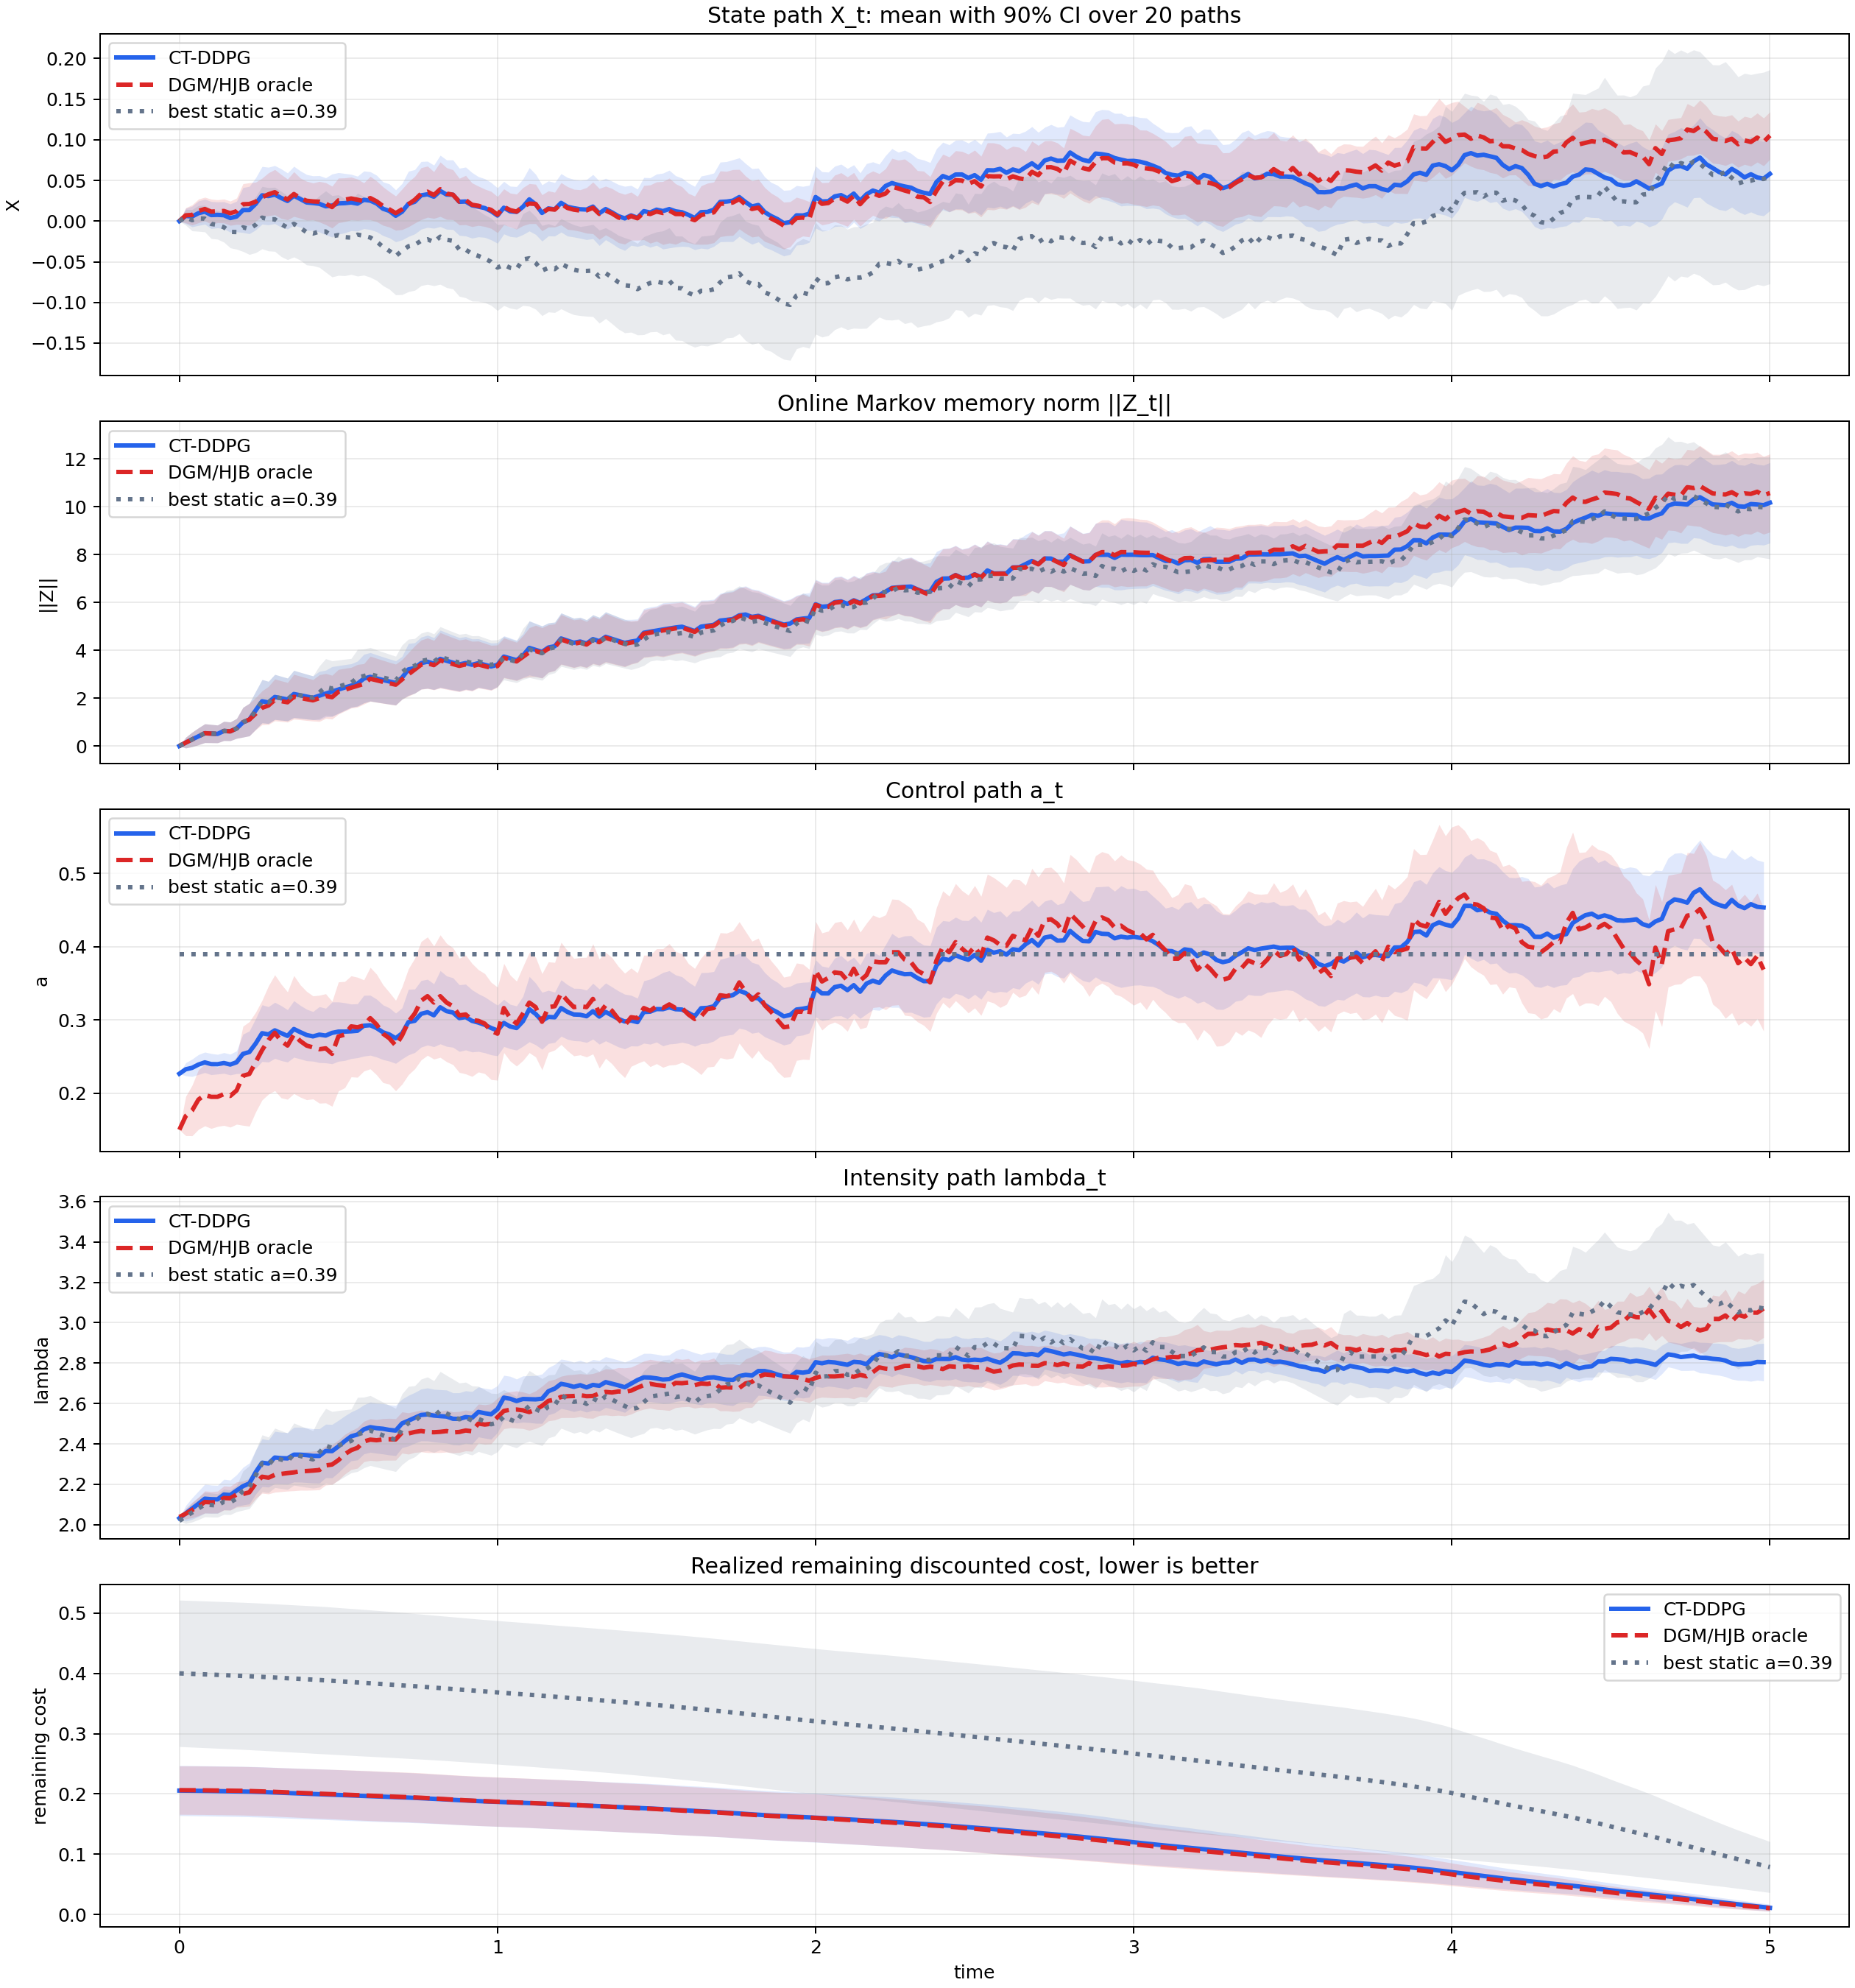 State path X_t: mean with 90% CI over 20 paths
CT-DDPG
DGM/HJB oracle
best static a=0.39
X
0.20
0.15
0.10
0.05
0.00
−0.05
−0.10
−0.15
Online Markov memory norm ||Z_t||
CT-DDPG
DGM/HJB oracle
best static a=0.39
||Z||
12
10
8
6
4
2
0
Control path a_t
CT-DDPG
DGM/HJB oracle
best static a=0.39
a
0.5
0.4
0.3
0.2
Intensity path lambda_t
CT-DDPG
DGM/HJB oracle
best static a=0.39
lambda
3.6
3.4
3.2
3.0
2.8
2.6
2.4
2.2
2.0
Realized remaining discounted cost, lower is better
CT-DDPG
DGM/HJB oracle
best static a=0.39
remaining cost
0.5
0.4
0.3
0.2
0.1
0.0
0 1 2 3 4 5
time